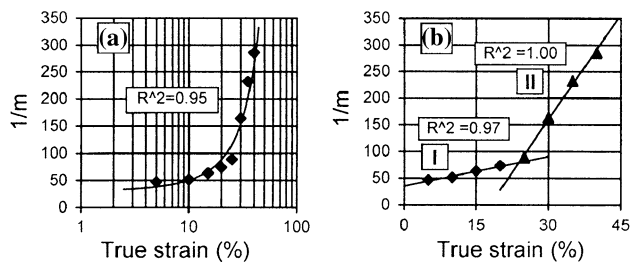 350
300
250
200
150
100
50
0
1/m
(a)
R^2=0.95
1
10
100
True strain (%)
350
300
250
200
150
100
50
0
1/m
(b)
R^2 =1.00
II
R^2 =0.97
I
0
15
30
45
True strain (%)